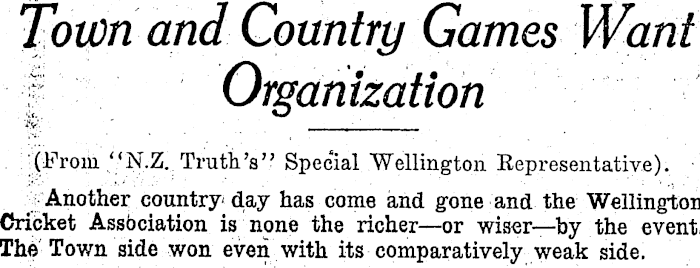 Town and Country Games Want
Organization
(From "N.Z. Truth's" Special Wellington Representative).
Another country day has come and gone and the Wellington
Cricket Association is none the richer—or wiser—by the event.
The Town side won even with its comparatively weak side.